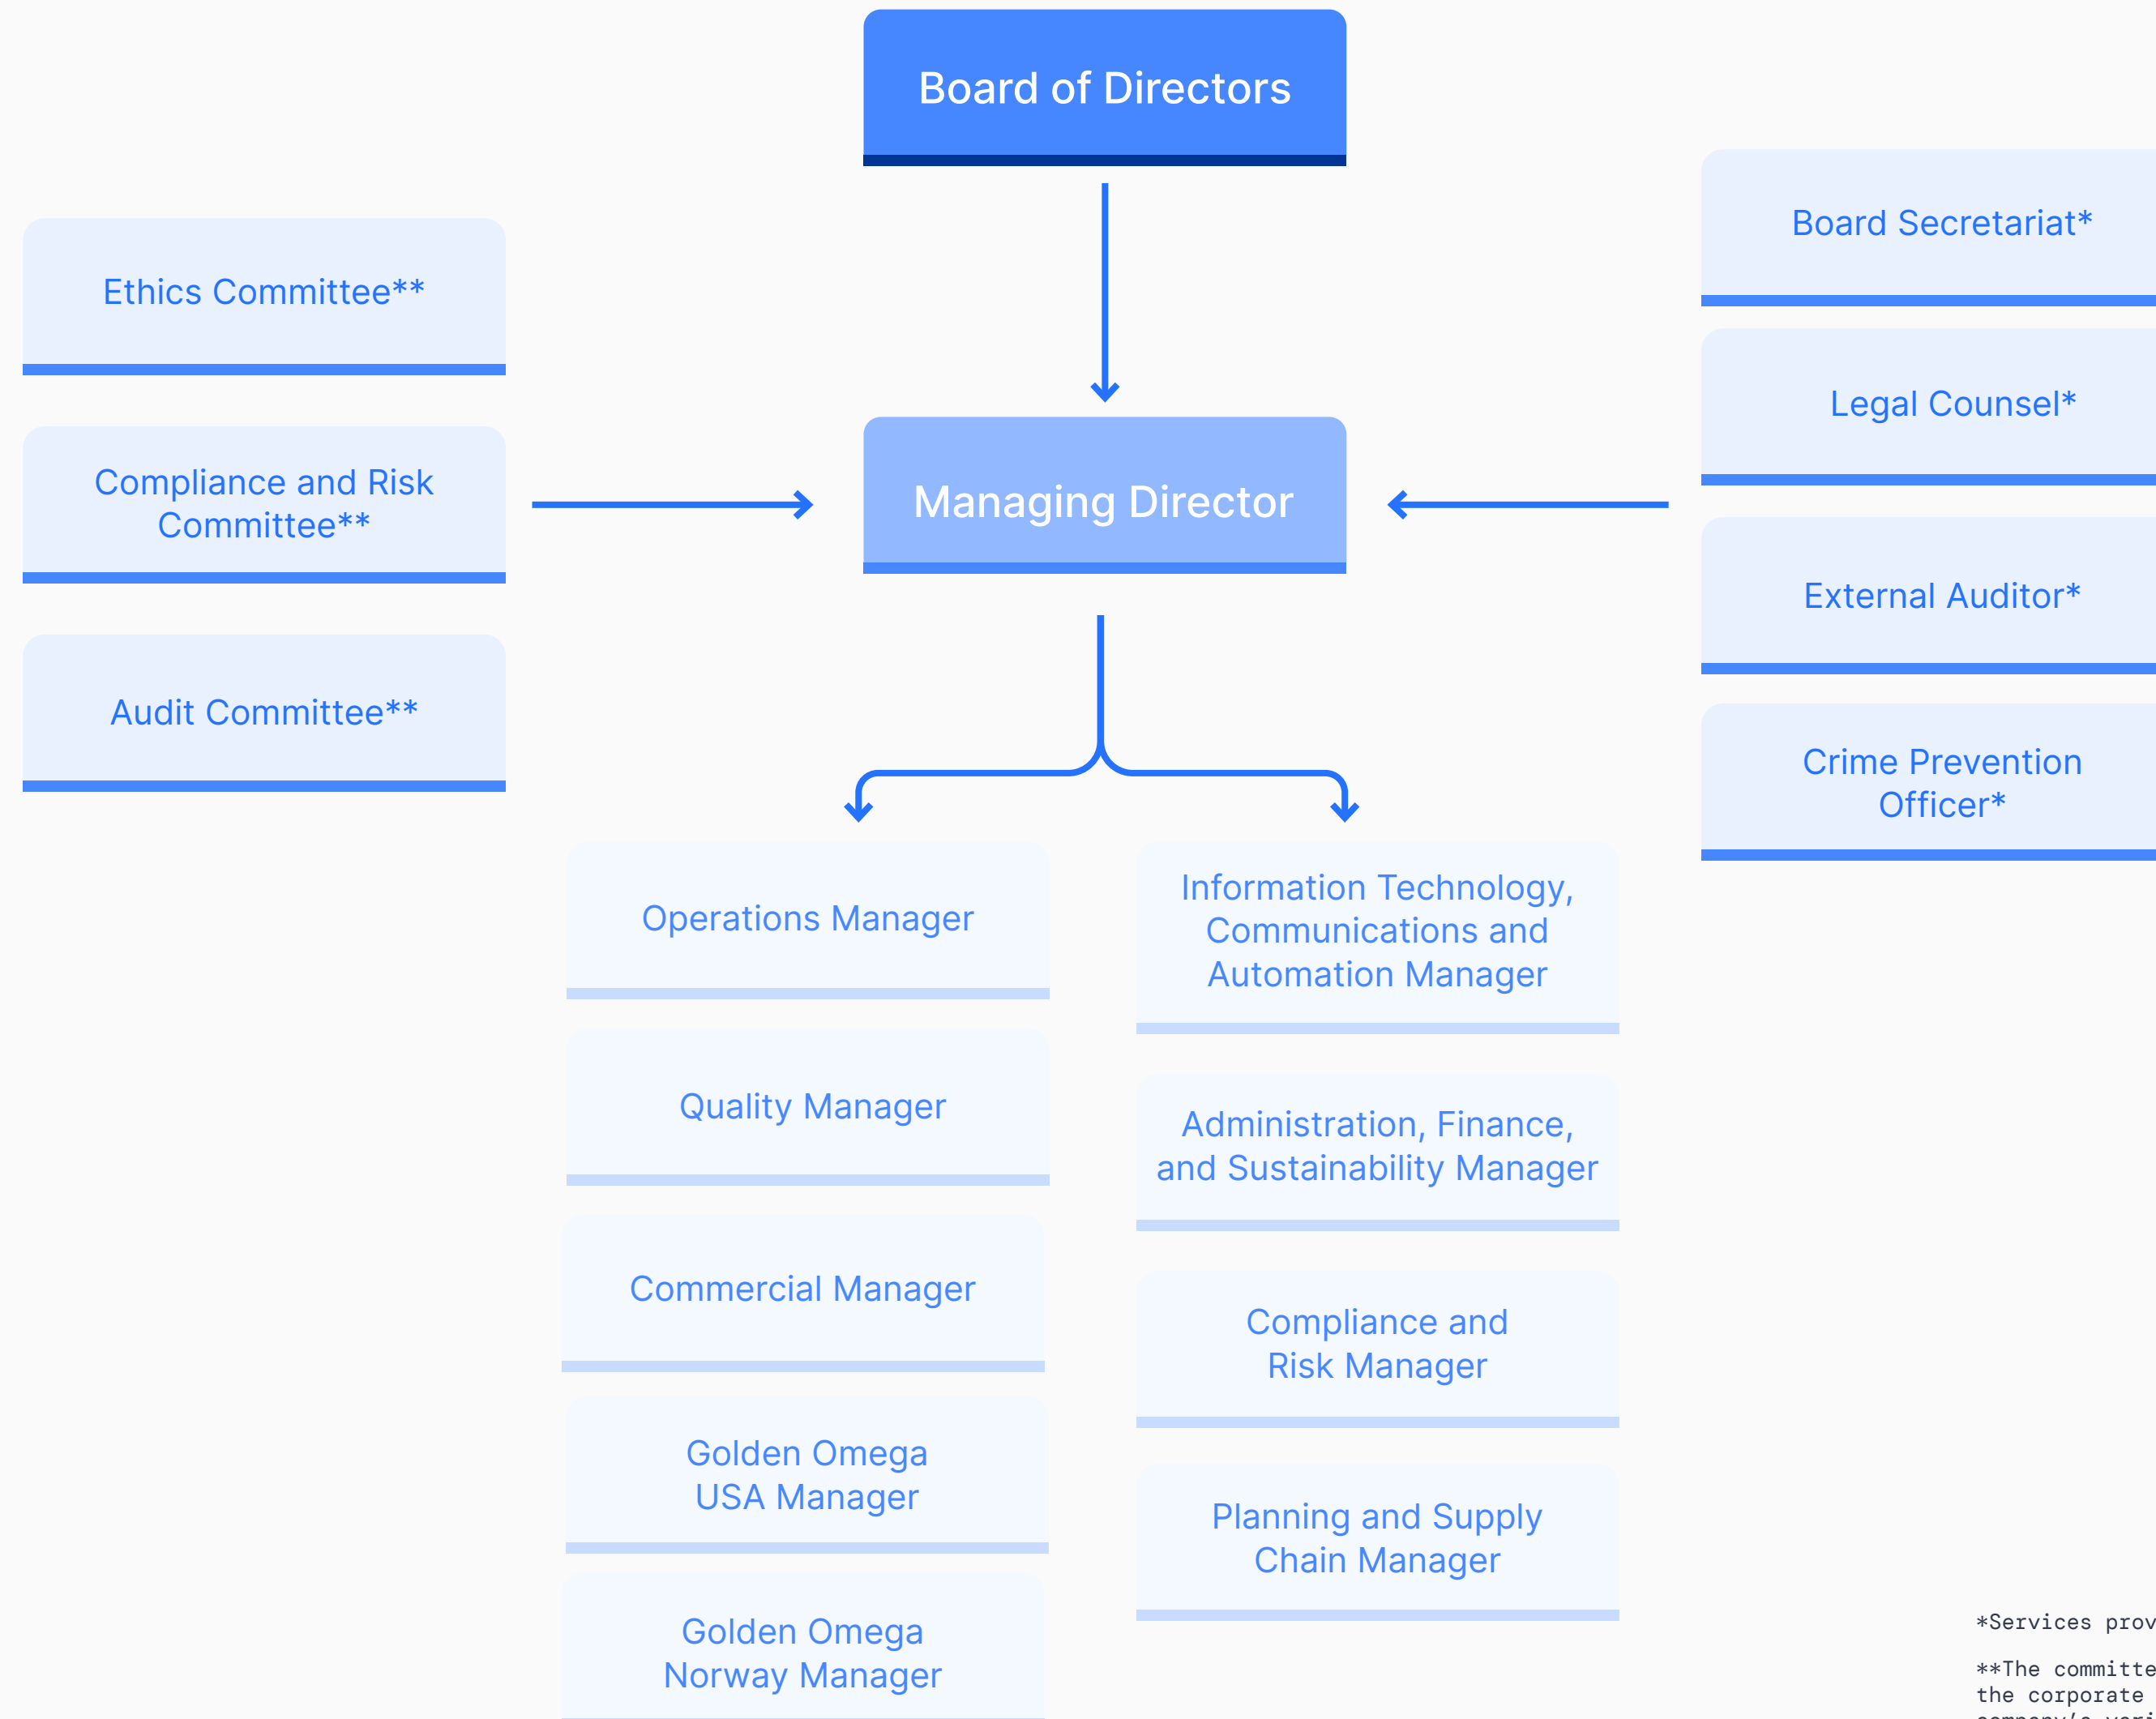 Board of Directors
Ethics Committee**
Compliance and Risk
Committee**
Audit Committee**
Managing Director
Board Secretariat*
Legal Counsel*
External Auditor*
Crime Prevention
Officer*
Operations Manager
Quality Manager
Commercial Manager
Golden Omega
USA Manager
Golden Omega
Norway Manager
Information Technology,
Communications and
Automation Manager
Administration, Finance,
and Sustainability Manager
Compliance and
Risk Manager
Planning and Supply
Chain Manager
*Services
**The
the corporate